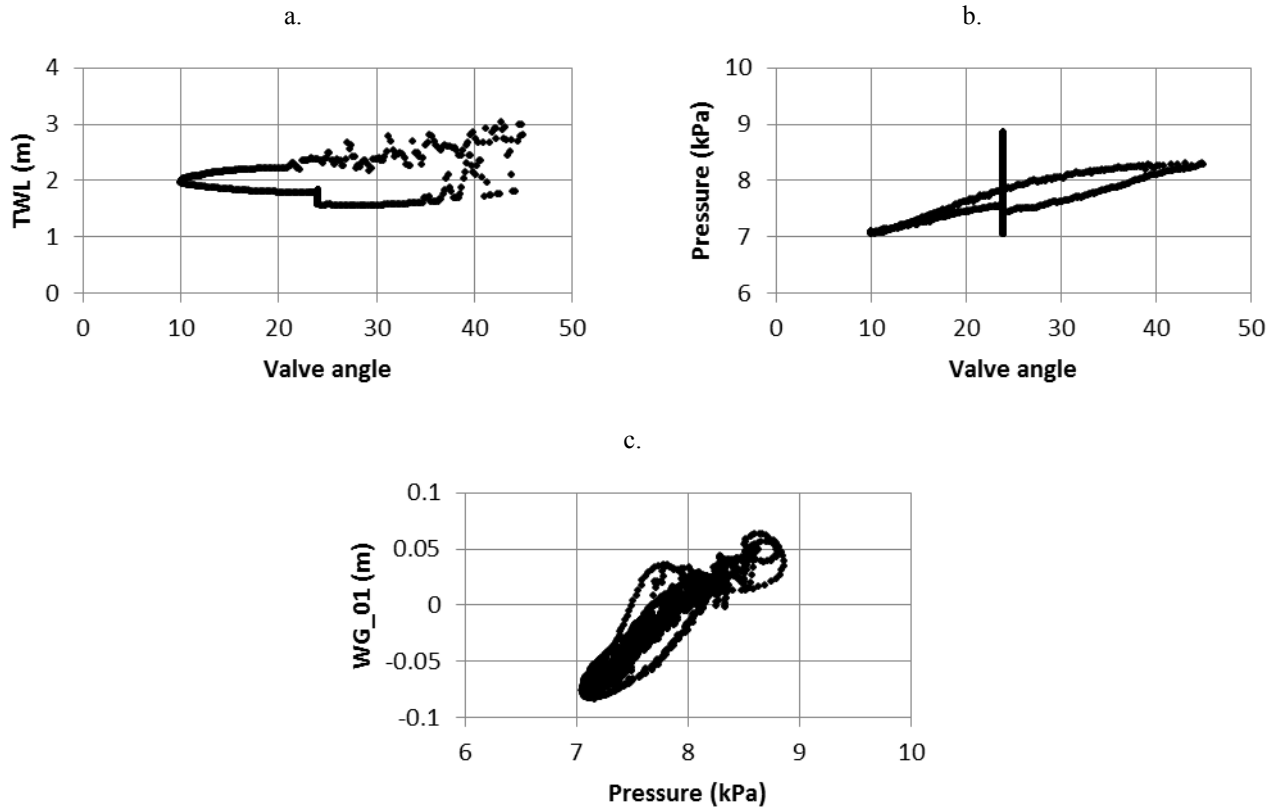 a.
b.
4
3
2
1
0
TWL (m)
0 10 20 30 40 50
Valve angle
10
9
8
7
6
Pressure (kPa)
0 10 20 30 40 50
Valve angle
c.
0.1
0.05
0
-0.05
-0.1
WG_01 (m)
6 7 8 9 10
Pressure (kPa)